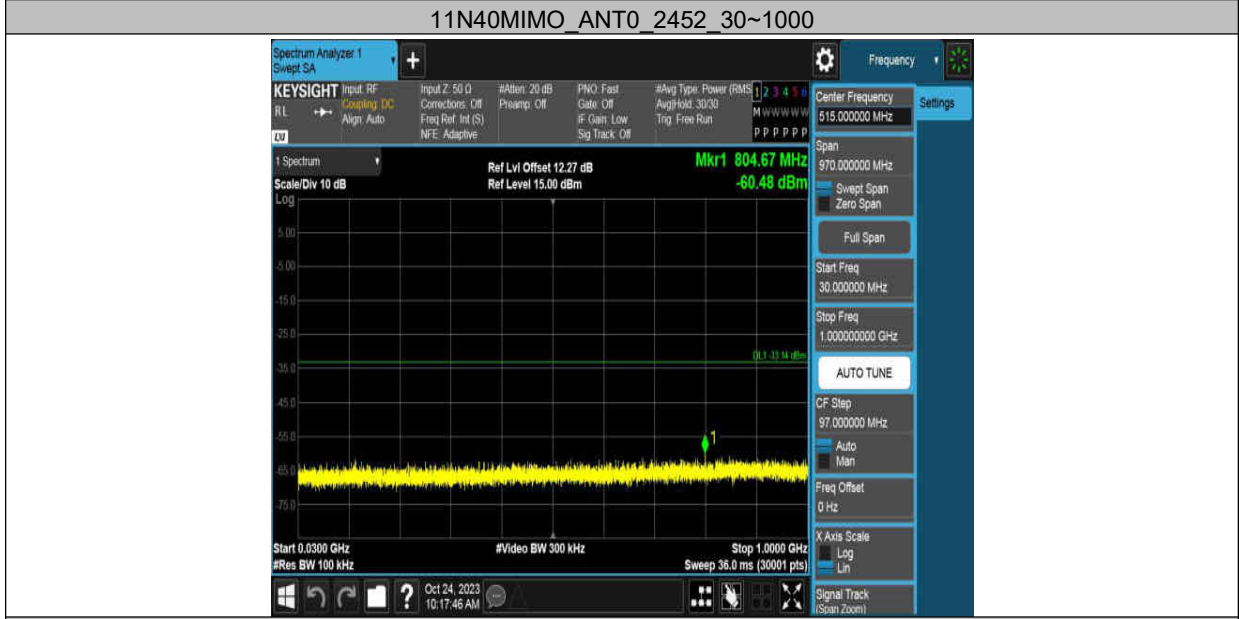 11N40MIMO_ANT0_2452_30~1000
Spectrum Analyzer 1
Swept SA
+
Frequency
KEYSIGHT
RL
LXI
Input: RF
Coupling: DC
Align: Auto
Input Z: 50 Ω
Corrections: Off
Freq Ref: Int (S)
NFE: Adaptive
#Atten: 20 dB
Preamp: Off
PNO: Fast
Gate: Off
IF Gain: Low
Sig Track: Off
#Avg Type: Power (RMS
Avg|Hold: 30/30
Trig: Free Run
1 2 3 4 5 6
M W W W W W
P P P P P P
Center Frequency
515.000000 MHz
Settings
Span
970.000000 MHz
Swept Span
Zero Span
Full Span
Start Freq
30.000000 MHz
Stop Freq
1.000000000 GHz
AUTO TUNE
CF Step
97.000000 MHz
Auto
Man
Freq Offset
0 Hz
X Axis Scale
Log
Lin
Signal Track
(Span Zoom)
1 Spectrum
Scale/Div 10 dB
Ref Lvl Offset 12.27 dB
Ref Level 15.00 dBm
Mkr1 804.67 MHz
-60.48 dBm
Log
5.00
-5.00
-15.0
-25.0
DL1 -33.14 dBm
-35.0
-45.0
-55.0
1
-65.0
-75.0
Start 0.0300 GHz
#Res BW 100 kHz
#Video BW 300 kHz
Stop 1.0000 GHz
Sweep 36.0 ms (30001 pts)
?
Oct 24, 2023
10:17:46 AM